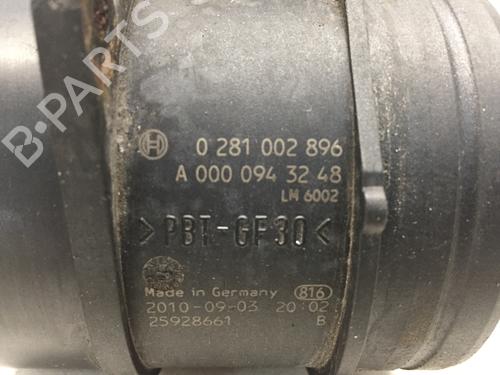 B-PARTS
0 281 002 896
A 000 094 32 48
LM 6002
>PBT-GF30<
Made in Germany 816
2010-09-03 20:02
25928661 B